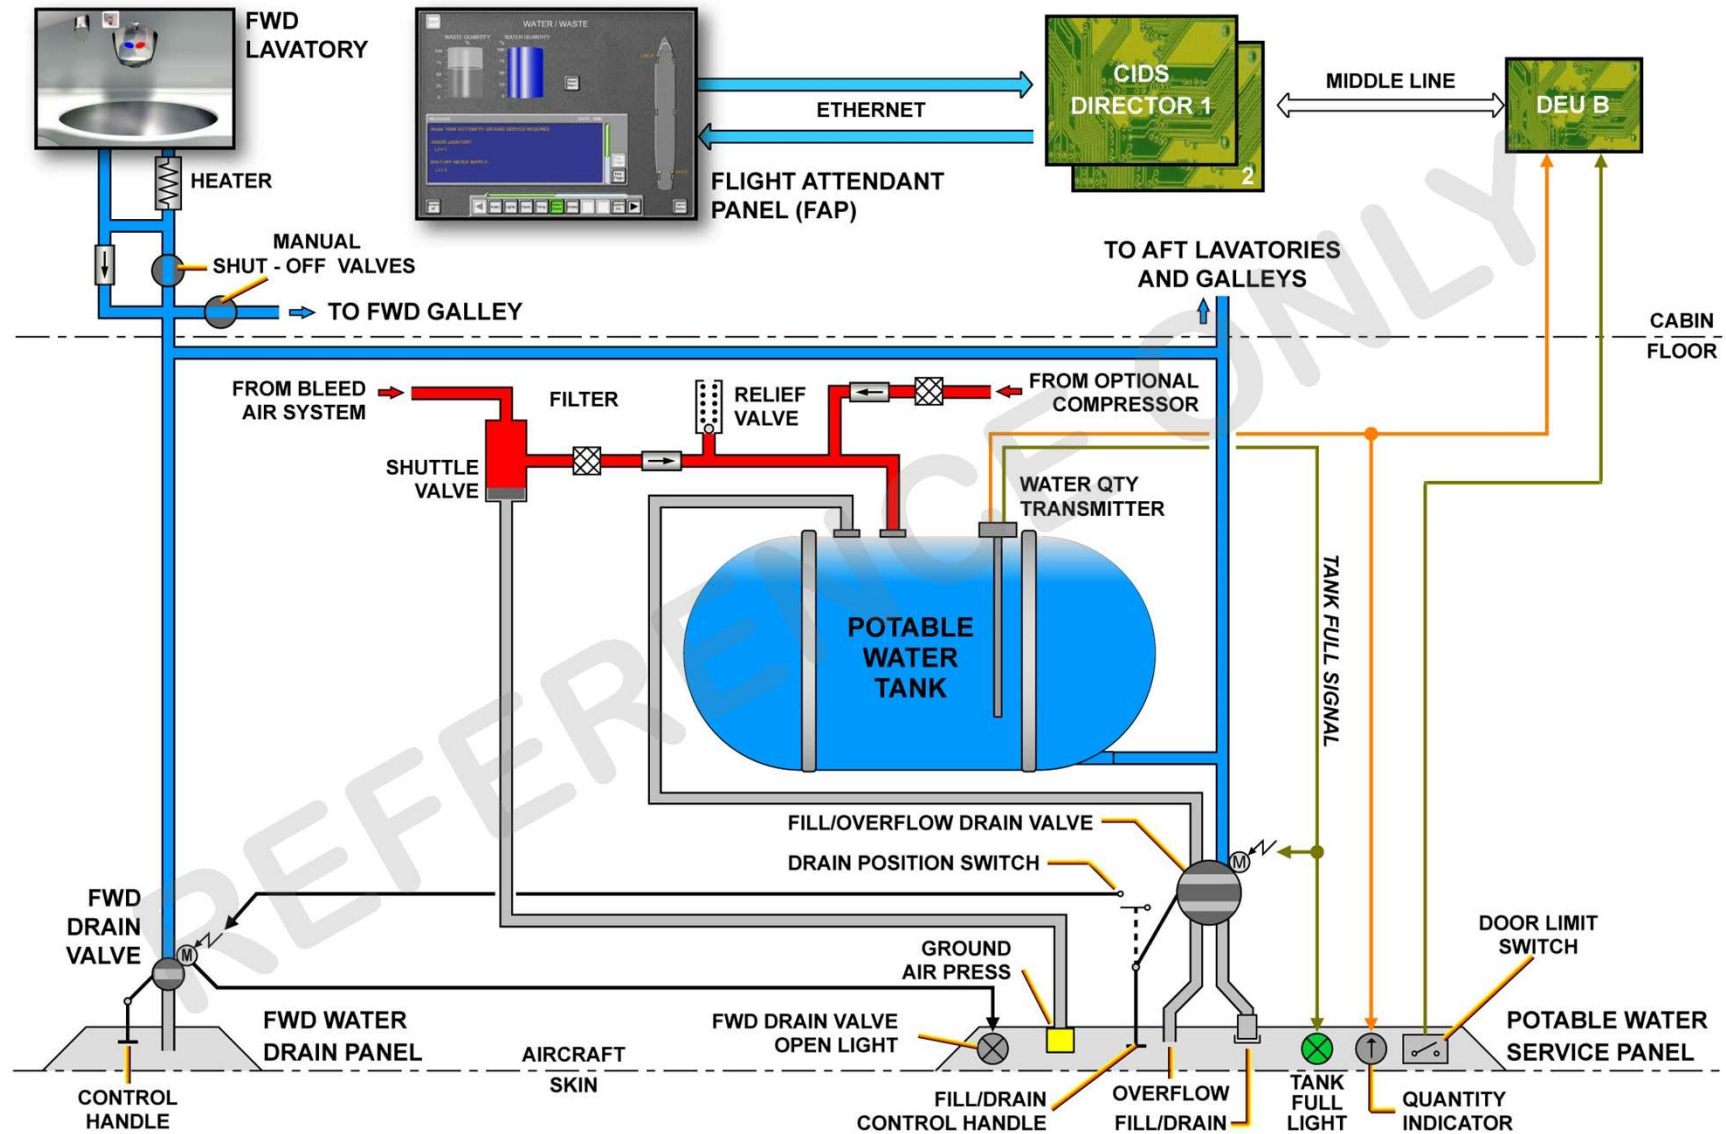 FWD
LAVATORY
HEATER
MANUAL
SHUT - OFF VALVES
TO FWD GALLEY
WATER / WASTE
WASTE QUANTITY
WATER QUANTITY
FLIGHT ATTENDANT
PANEL (FAP)
ETHERNET
CIDS
DIRECTOR 1
2
MIDDLE LINE
DEU B
TO AFT LAVATORIES
AND GALLEYS
CABIN
FLOOR
FROM BLEED
AIR SYSTEM
FILTER
RELIEF
VALVE
FROM OPTIONAL
COMPRESSOR
SHUTTLE
VALVE
WATER QTY
TRANSMITTER
TANK FULL SIGNAL
POTABLE
WATER
TANK
REFERENCE ONLY
FILL/OVERFLOW DRAIN VALVE
DRAIN POSITION SWITCH
M
FWD
DRAIN
VALVE
M
GROUND
AIR PRESS
DOOR LIMIT
SWITCH
FWD WATER
DRAIN PANEL
FWD DRAIN VALVE
OPEN LIGHT
POTABLE WATER
SERVICE PANEL
AIRCRAFT
SKIN
CONTROL
HANDLE
FILL/DRAIN
CONTROL HANDLE
OVERFLOW
FILL/DRAIN
TANK
FULL
LIGHT
QUANTITY
INDICATOR